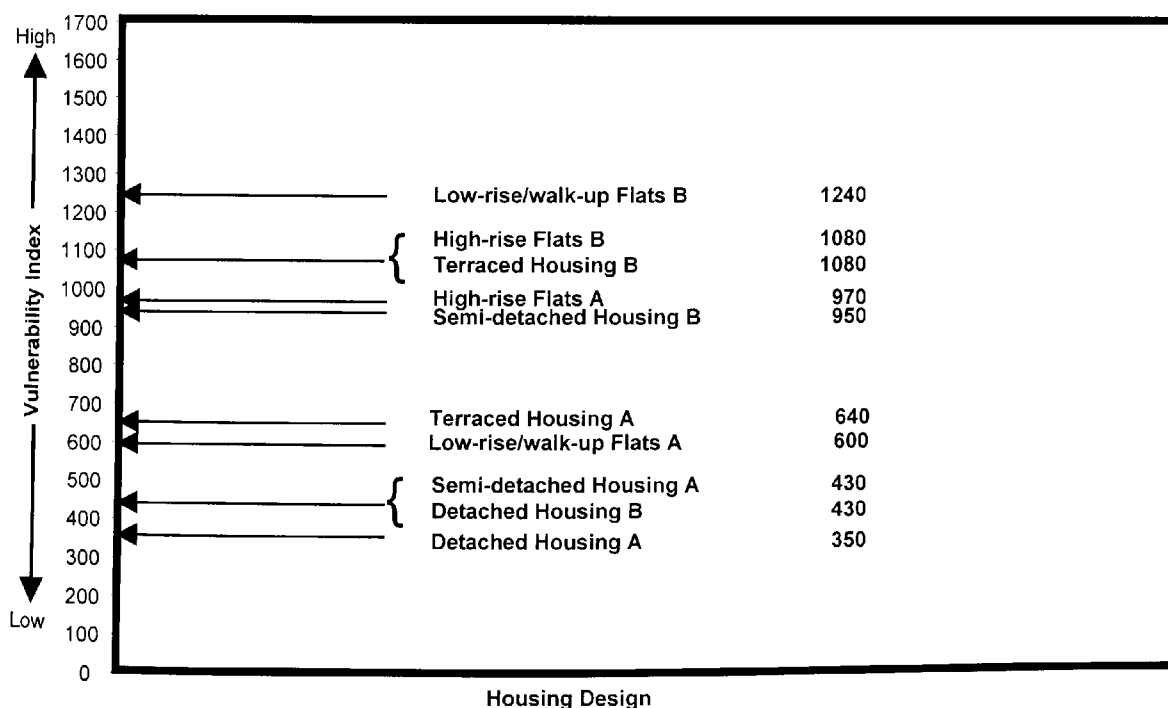 High
1700
1600
1500
1400
1300
1200
1100
1000
900
800
700
600
500
400
300
200
100
0
Low
Vulnerability Index
Low-rise/walk-up Flats B 1240
High-rise Flats B 1080
Terraced Housing B 1080
High-rise Flats A 970
Semi-detached Housing B 950
Terraced Housing A 640
Low-rise/walk-up Flats A 600
Semi-detached Housing A 430
Detached Housing B 430
Detached Housing A 350
Housing Design